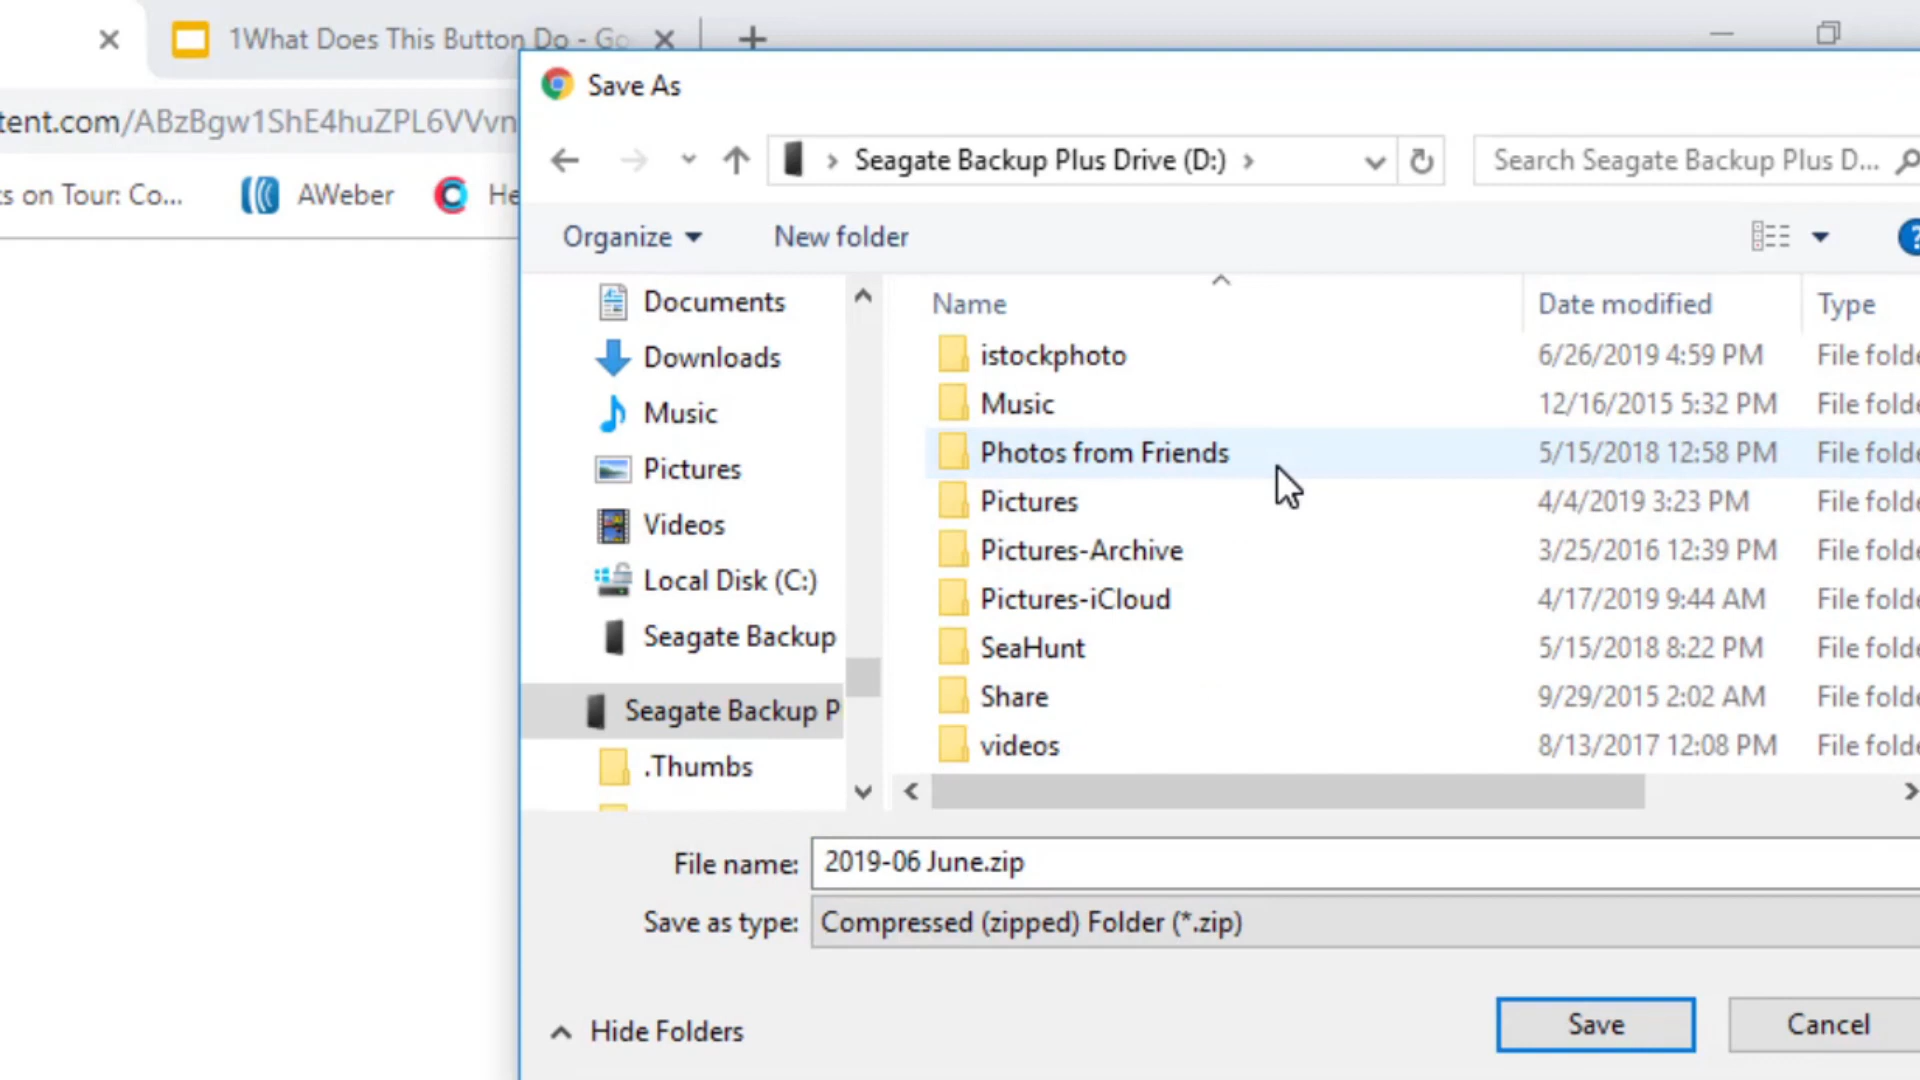 1What Does This Button Do - Go
tent.com/ABzBgw1ShE4huZPL6VVvn
ts on Tour: Co... AWeber He
Save As
Seagate Backup Plus Drive (D:)
Search Seagate Backup Plus D...
Organize New folder
Documents
Downloads
Music
Pictures
Videos
Local Disk (C:)
Seagate Backup
Seagate Backup P
.Thumbs
Name Date modified Type
istockphoto 6/26/2019 4:59 PM File folde
Music 12/16/2015 5:32 PM File folde
Photos from Friends 5/15/2018 12:58 PM File folde
Pictures 4/4/2019 3:23 PM File folde
Pictures-Archive 3/25/2016 12:39 PM File folde
Pictures-iCloud 4/17/2019 9:44 AM File folde
SeaHunt 5/15/2018 8:22 PM File folde
Share 9/29/2015 2:02 AM File folde
videos 8/13/2017 12:08 PM File folde
File name: 2019-06 June.zip
Save as type: Compressed (zipped) Folder (*.zip)
Hide Folders
Save Cancel